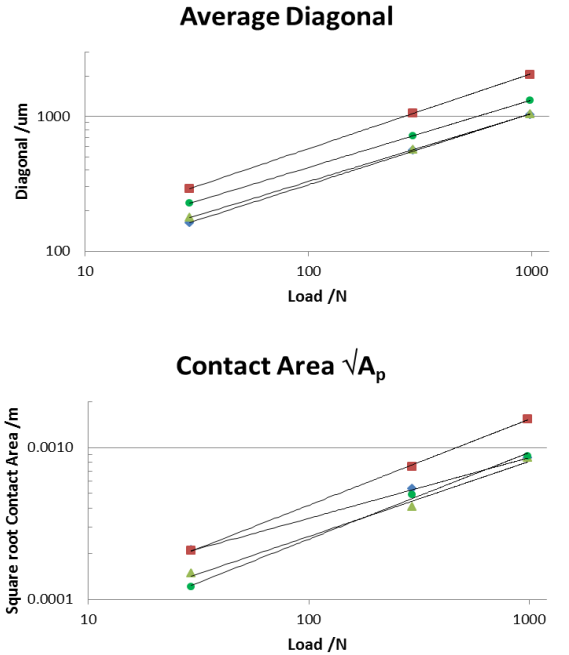 Average Diagonal
Diagonal /um
1000
100
10
100
1000
Load /N
Contact Area √Ap
Square root Contact Area /m
0.0010
0.0001
10
100
1000
Load /N